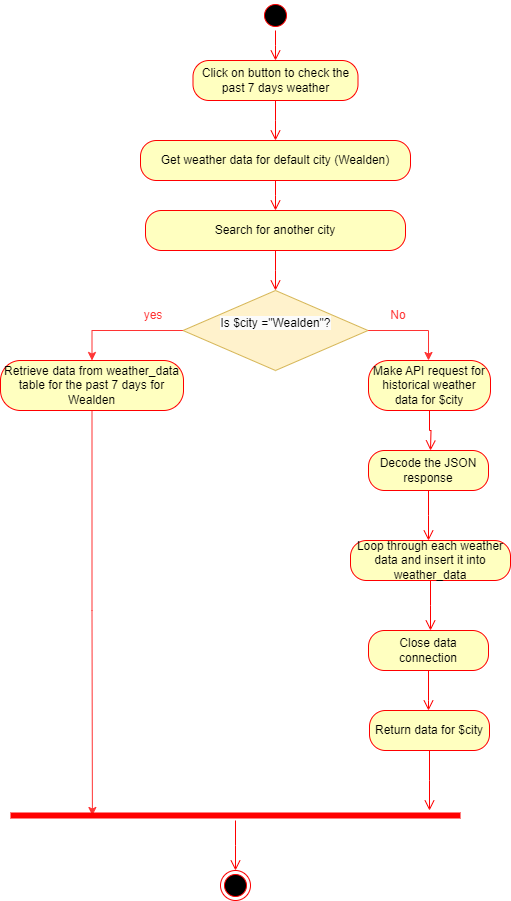 Click on button to check the
past 7 days weather
Get weather data for default city (Wealden)
Search for another city
Is $city ="Wealden"?
yes
No
Retrieve data from weather_data
table for the past 7 days for
Wealden
Make API request for
historical weather
data for $city
Decode the JSON
response
Loop through each weather
data and insert it into
weather_data
Close data
connection
Return data for $city